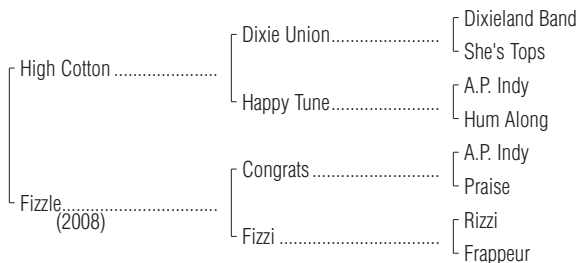 Dixieland Band
Dixie Union..............................
She's Tops
High Cotton .......................
A.P. Indy
Happy Tune..............................
Hum Along
A.P. Indy
Congrats..................................
Praise
Fizzle...................................
(2008)
Rizzi
Fizzi ........................................
Frappeur